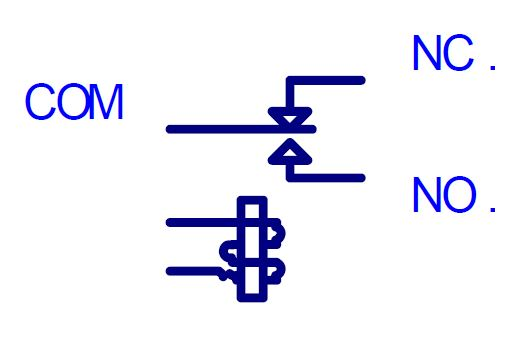 NC .
COM
NO .